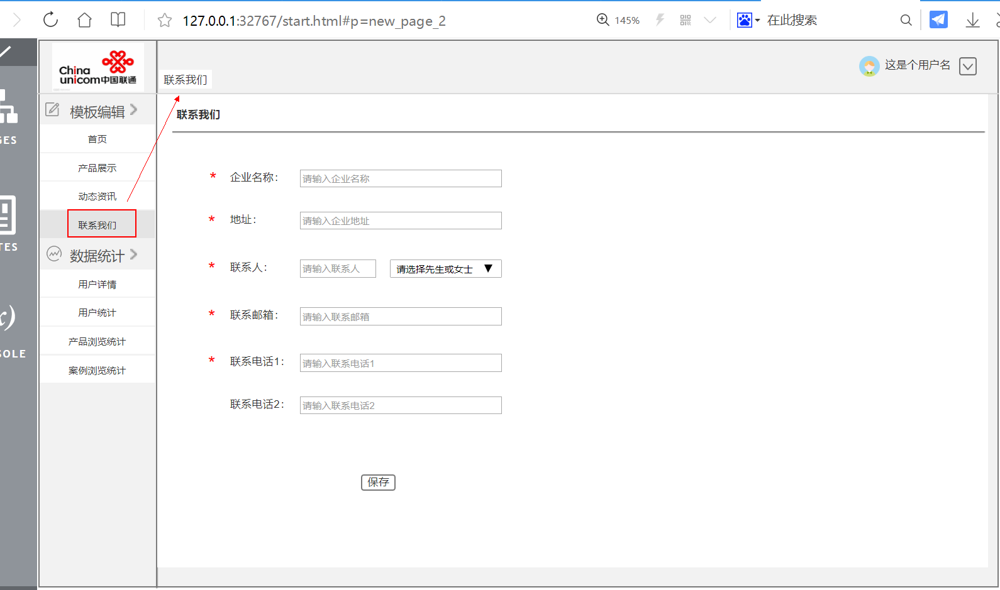 127.0.0.1:32767/start.html#p=new_page_2
145%
在此搜索
China
unicom中国联通
联系我们
这是个用户名
模板编辑
首页
产品展示
动态资讯
联系我们
数据统计
用户详情
用户统计
产品浏览统计
案例浏览统计
GES
TES
x)
SOLE
联系我们
* 企业名称： 请输入企业名称
* 地址： 请输入企业地址
* 联系人： 请输入联系人 请选择先生或女士 ▼
* 联系邮箱： 请输入联系邮箱
* 联系电话1： 请输入联系电话1
联系电话2： 请输入联系电话2
保存